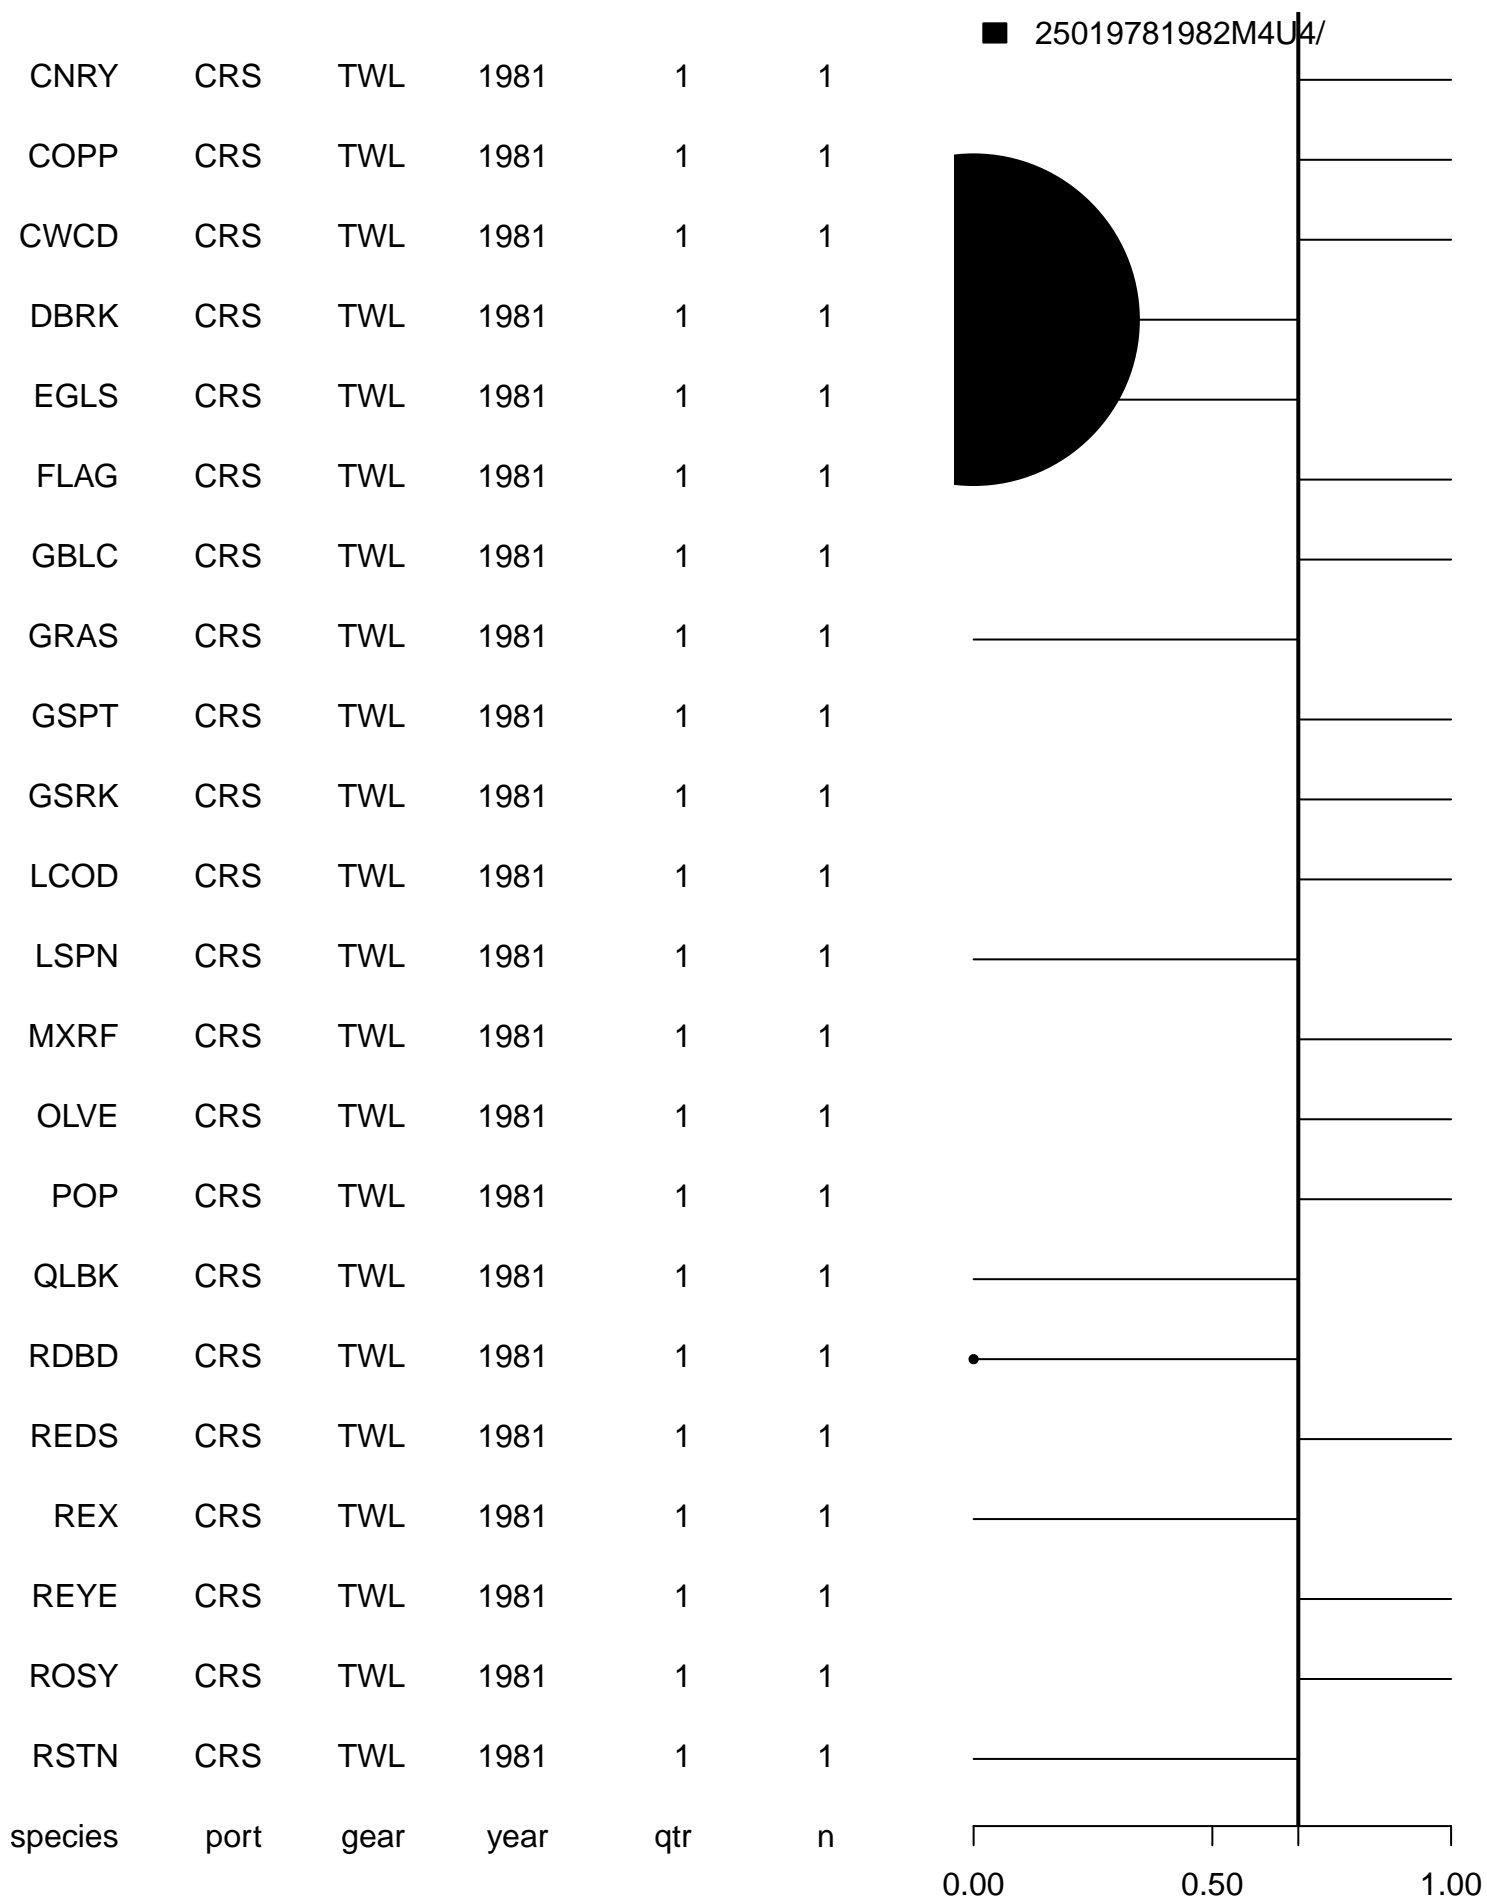 25019781982M4U4/
CNRY CRS TWL 1981 1 1
COPP CRS TWL 1981 1 1
CWCD CRS TWL 1981 1 1
DBRK CRS TWL 1981 1 1
EGLS CRS TWL 1981 1 1
FLAG CRS TWL 1981 1 1
GBLC CRS TWL 1981 1 1
GRAS CRS TWL 1981 1 1
GSPT CRS TWL 1981 1 1
GSRK CRS TWL 1981 1 1
LCOD CRS TWL 1981 1 1
LSPN CRS TWL 1981 1 1
MXRF CRS TWL 1981 1 1
OLVE CRS TWL 1981 1 1
POP CRS TWL 1981 1 1
QLBK CRS TWL 1981 1 1
RDBD CRS TWL 1981 1 1
REDS CRS TWL 1981 1 1
REX CRS TWL 1981 1 1
REYE CRS TWL 1981 1 1
ROSY CRS TWL 1981 1 1
RSTN CRS TWL 1981 1 1
species port gear year qtr n
0.00 0.50 1.00